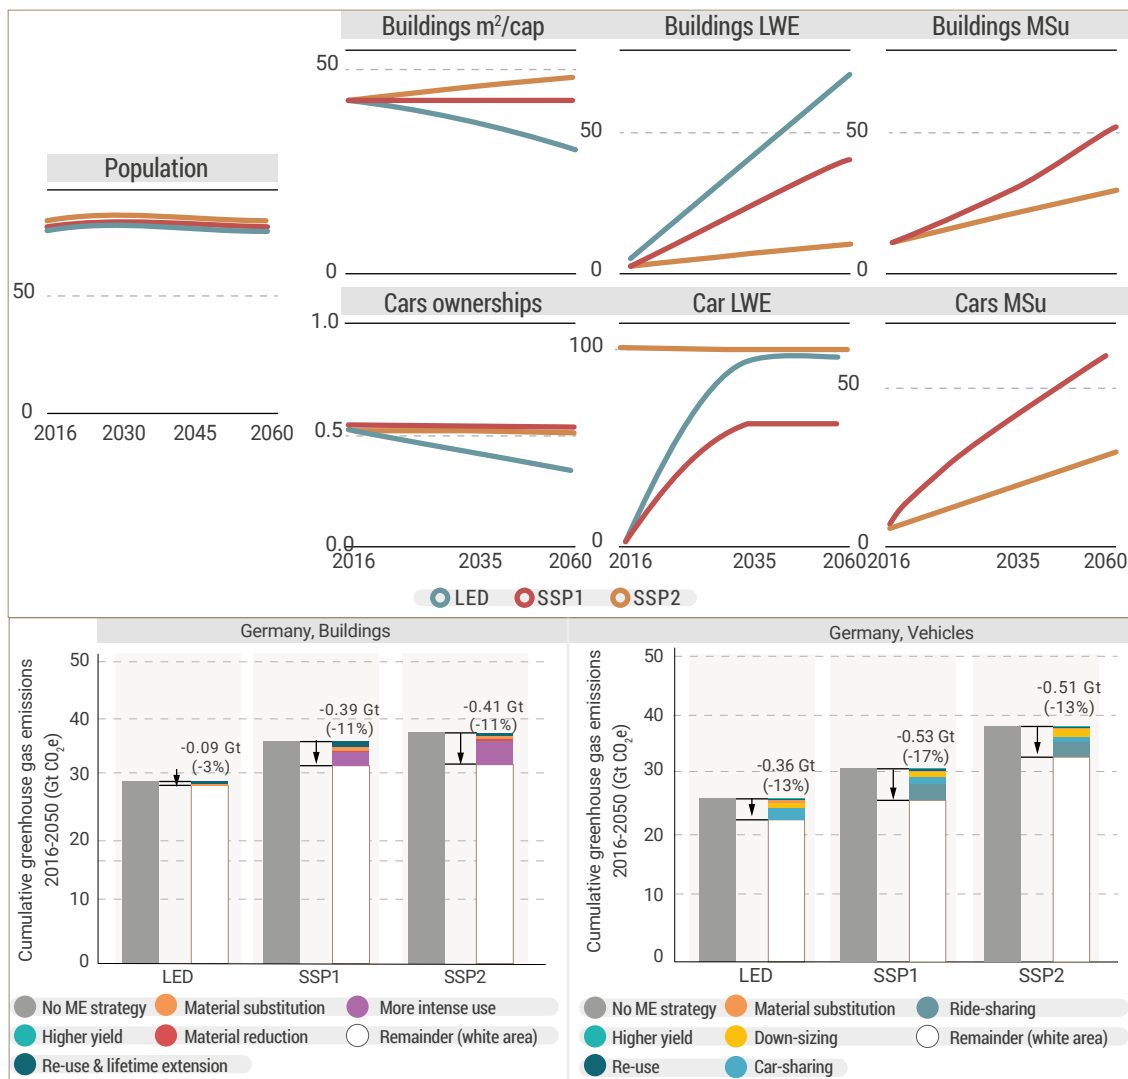 Buildings m²/cap
Buildings LWE
Buildings MSu
50
0
50
0
50
0
Population
50
0
2016 2030 2045 2060
Cars ownerships
Car LWE
Cars MSu
1.0
0.5
0.0
2016 2035 2060
100
0
2016 2035 2060
50
0
2016 2035 2060
LED SSP1 SSP2
Germany, Buildings
Cumulative greenhouse gas emissions
2016-2050 (Gt CO₂e)
50
40
30
20
10
0
-0.09 Gt
(-3%)
-0.39 Gt
(-11%)
-0.41 Gt
(-11%)
LED SSP1 SSP2
No ME strategy Material substitution More intense use
Higher yield Material reduction Remainder (white area)
Re-use & lifetime extension
Germany, Vehicles
Cumulative greenhouse gas emissions
2016-2050 (Gt CO₂e)
50
40
30
20
10
0
-0.36 Gt
(-13%)
-0.53 Gt
(-17%)
-0.51 Gt
(-13%)
LED SSP1 SSP2
No ME strategy Material substitution Ride-sharing
Higher yield Down-sizing Remainder (white area)
Re-use Car-sharing